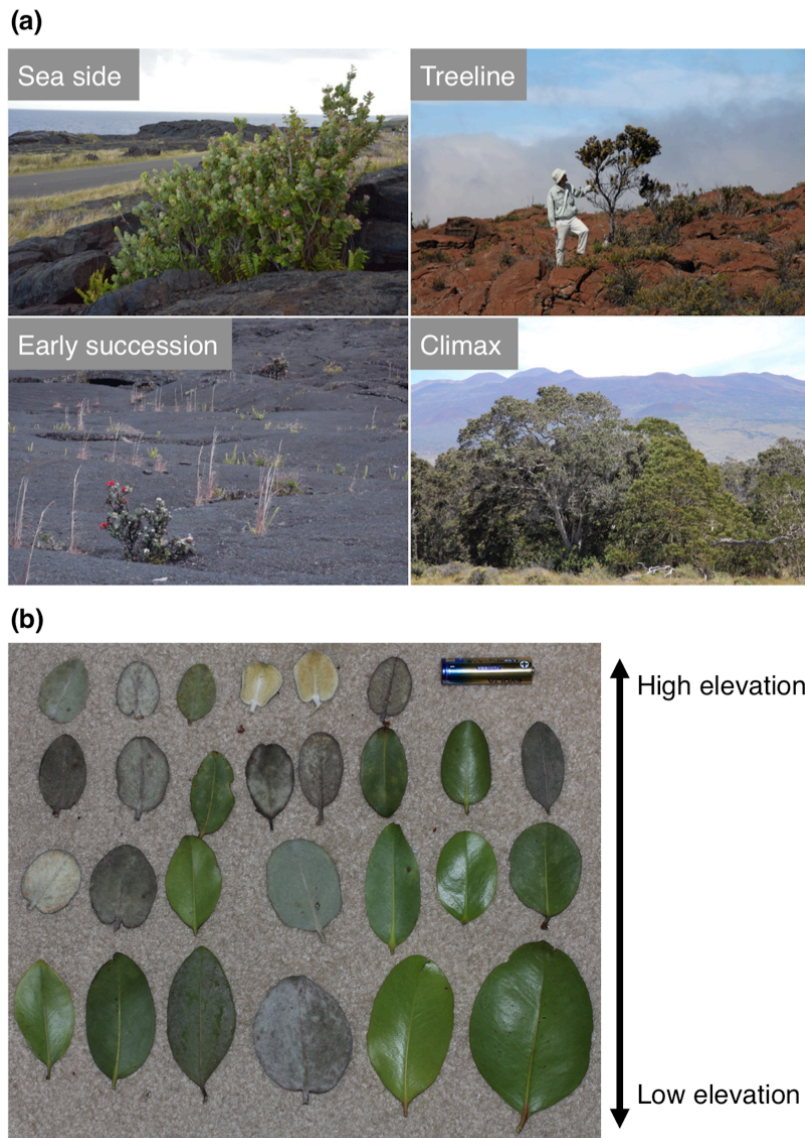 (a)
Sea side
Treeline
Early succession
Climax
(b)
High elevation
Low elevation